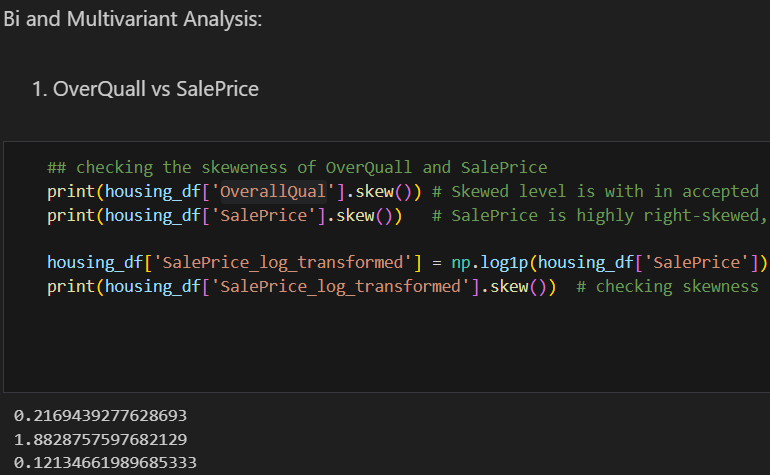 Bi and Multivariant Analysis:
1. OverQuall vs SalePrice
## checking the skeweness of OverQuall and SalePrice
print(housing_df['OverallQual'].skew()) # Skewed level is with in accepted
print(housing_df['SalePrice'].skew())   # SalePrice is highly right-skewed,
housing_df['SalePrice_log_transformed'] = np.log1p(housing_df['SalePrice'])
print(housing_df['SalePrice_log_transformed'].skew())  # checking skewness
0.2169439277628693
1.8828757597682129
0.12134661989685333